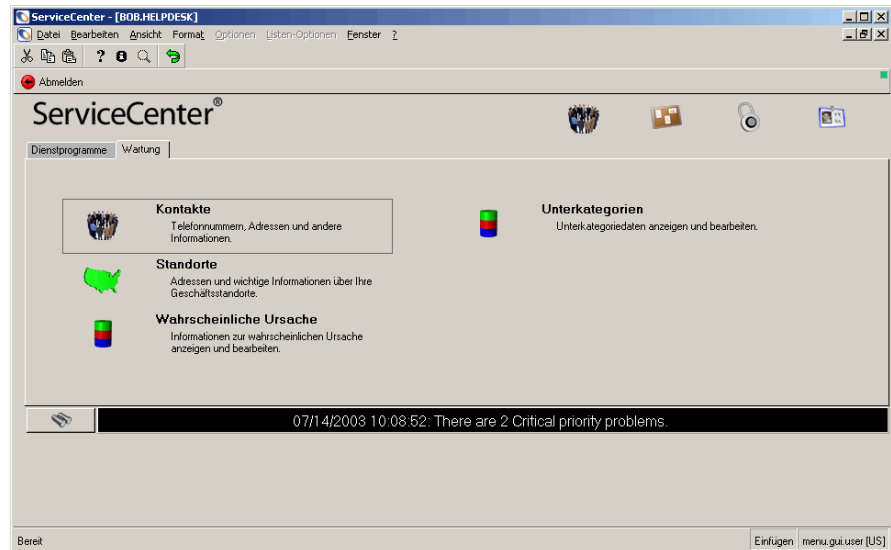 ServiceCenter - [BOB.HELPDESK]
Datei Bearbeiten Ansicht Format Optionen Listen-Optionen Fenster ?
Abmelden
ServiceCenter®
Dienstprogramme Wartung
Kontakte
Telefonnummern, Adressen und andere
Informationen.
Unterkategorien
Unterkategoriedaten anzeigen und bearbeiten.
Standorte
Adressen und wichtige Informationen über Ihre
Geschäftsstandorte.
Wahrscheinliche Ursache
Informationen zur wahrscheinlichen Ursache
anzeigen und bearbeiten.
07/14/2003 10:08:52: There are 2 Critical priority problems.
Bereit Einfügen menu.gui.user [US]